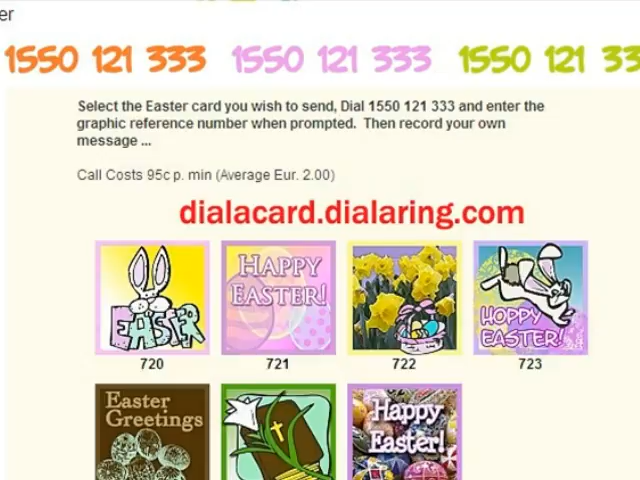 er
1550 121 333 1550 121 333 1550 121 33
Select the Easter card you wish to send, Dial 1550 121 333 and enter the
graphic reference number when prompted. Then record your own
message ...
Call Costs 95c p. min (Average Eur. 2.00)
dialacard.dialaring.com
EASTER
HAPPY
EASTER!
HOPPY
EASTER!
720 721 722 723
Easter
Greetings
Happy
Easter!